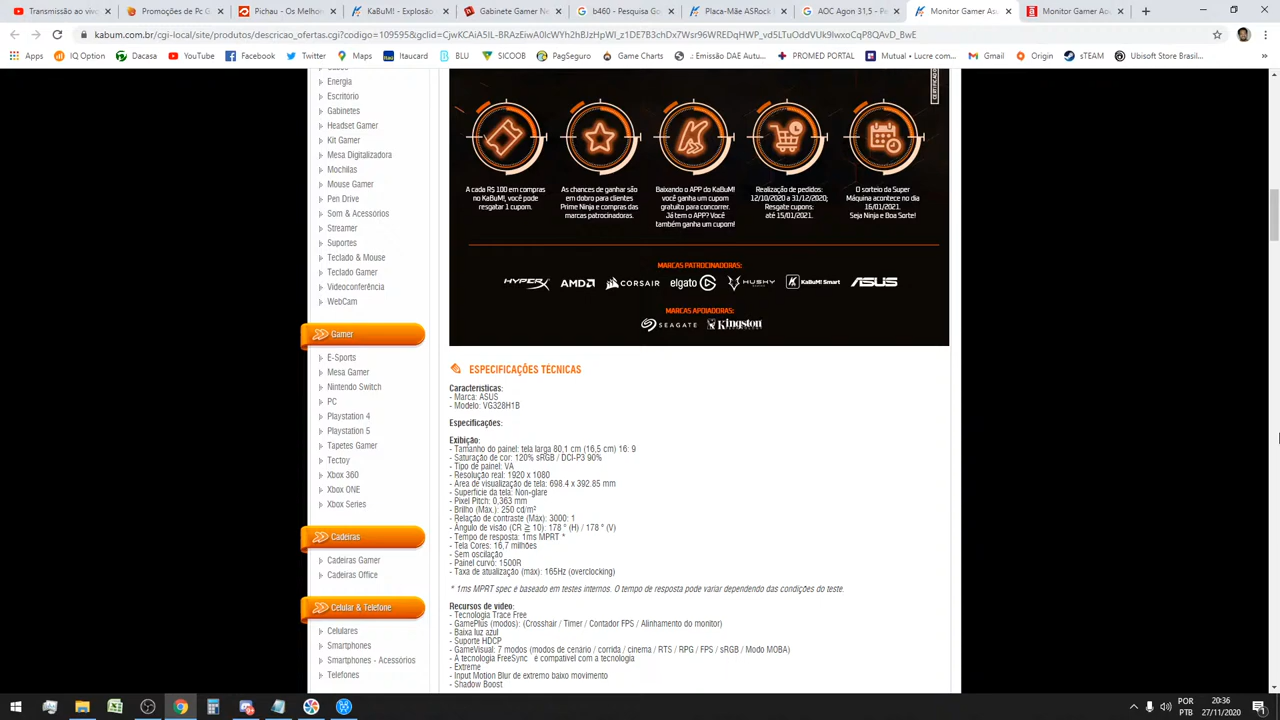 Transmissão ao vivo
Promoções de PC G
Pichau - Os Melhore
KaBuM! - Explosão
Gabinete Gamer Ne
b460 - Pesquisa Go
Placa-Mãe ASRock
AOC Agon 31,5 - Pe
Monitor Gamer Asu
Monitor Gamer Aou
kabum.com.br/cgi-local/site/produtos/descricao_ofertas.cgi?codigo=109595&gclid=
Apps
IQ Option
Dacasa
YouTube
Facebook
Twitter
Maps
Itaucard
BLU
SICOOB
PagSeguro
Game Charts
.: Emissão DAE Autu...
PROMED PORTAL
Mutual • Lucre com...
Gmail
Origin
sTEAM
Ubisoft Store Brasil...
»
Energia
Escritorio
Gabinetes
Headset Gamer
Kit Gamer
Mesa Digitalizadora
Mochilas
Mouse Gamer
Pen Drive
Som & Acessórios
Streamer
Suportes
Teclado & Mouse
Teclado Gamer
Videoconferência
WebCam
Gamer
E-Sports
Mesa Gamer
Nintendo Switch
PC
Playstation 4
Playstation 5
Tapetes Gamer
Tectoy
Xbox 360
Xbox ONE
Xbox Series
Cadeiras
Cadeiras Gamer
Cadeiras Office
Celular & Telefone
Celulares
Smartphones
Smartphones - Acessórios
Telefones
CERTIFICADO
A cada R$ 100 em compras
no KaBuM!, você pode
resgatar 1 cupom.
As chances de ganhar são
em dobro para clientes
Prime Ninja e compras das
marcas patrocinadoras.
Baixando o APP do KaBuM!
você ganha um cupom
gratuito para concorrer.
Já tem o APP? Você
também ganha um cupom!
Realização de pedidos:
12/10/2020 a 31/12/2020;
Resgate cupons:
até 15/01/2021.
O sorteio da Super
Máquina acontece no dia
16/01/2021.
Seja Ninja e Boa Sorte!
MARCAS PATROCINADORAS:
HYPERX AMD CORSAIR elgato HUSKY KaBuM! Smart ASUS
MARCAS APOIADORAS:
SEAGATE Kingston
ESPECIFICAÇÕES TÉCNICAS
Características:
- Marca: ASUS
- Modelo: VG328H1B
Especificações:
Exibição:
- Tamanho do painel: tela larga 80,1 cm (16,5 cm) 16: 9
- Saturação de cor: 120% sRGB / DCI-P3 90%
- Tipo de painel: VA
- Resolução real: 1920 x 1080
- Área de visualização de tela: 698.4 x 392.85 mm
- Superfície da tela: Non-glare
- Pixel Pitch: 0,363 mm
- Brilho (Max.): 250 cd/m²
- Relação de contraste (Máx): 3000: 1
- Ângulo de visão (CR ≧ 10): 178 ° (H) / 178 ° (V)
- Tempo de resposta: 1ms MPRT *
- Tela Cores: 16,7 milhões
- Sem oscilação
- Painel curvo: 1500R
- Taxa de atualização (máx): 165Hz (overclocking)
* 1ms MPRT spec é baseado em testes internos. O tempo de resposta pode variar dependendo das condições do teste.
Recursos de vídeo:
- Tecnologia Trace Free
- GamePlus (modos): (Crosshair / Timer / Contador FPS / Alinhamento do monitor)
- Baixa luz azul
- Suporte HDCP
- GameVisual: 7 modos (modos de cenário / corrida / cinema / RTS / RPG / FPS / sRGB / Modo MOBA)
- A tecnologia FreeSync é compatível com a tecnologia
- Extreme
- Input Motion Blur de extremo baixo movimento
- Shadow Boost
POR
PTB
20:36
27/11/2020
1